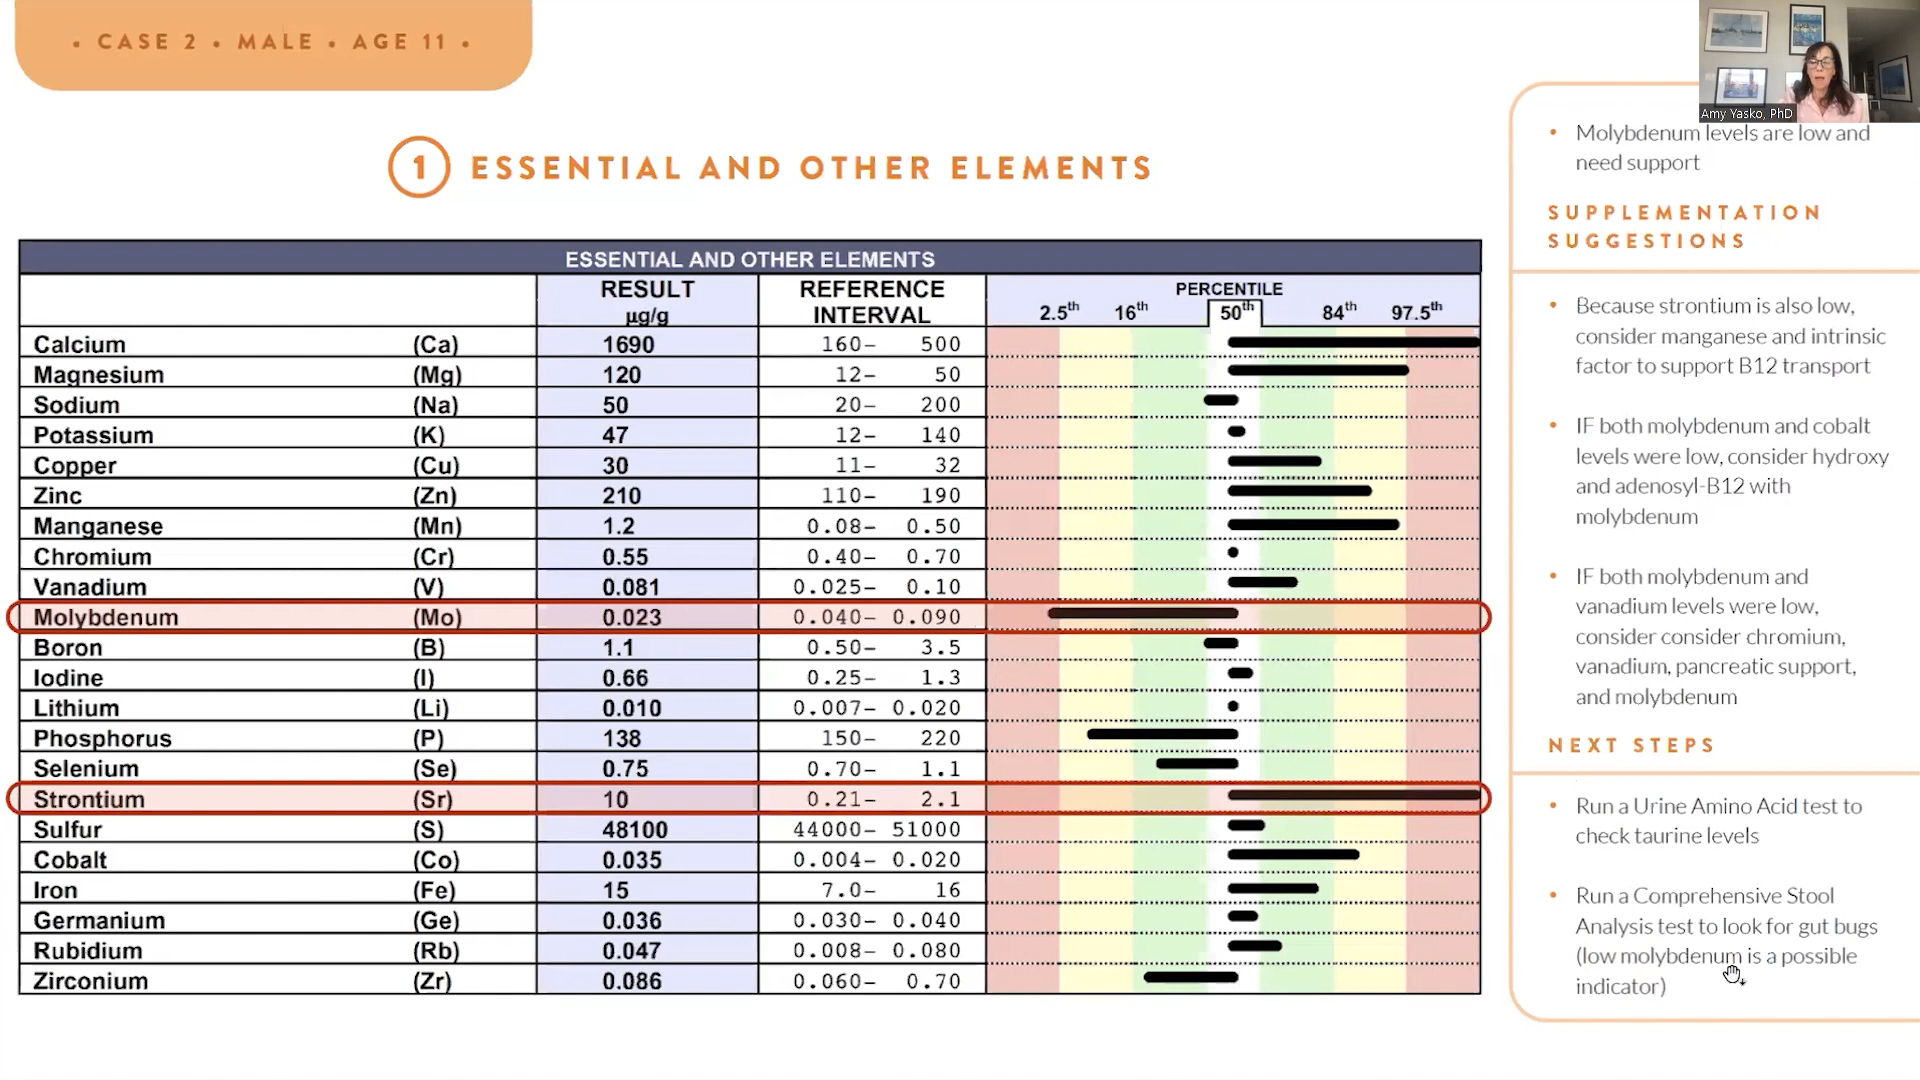 • CASE 2 • MALE • AGE 11 •
Amy Yasko, PhD
1 ESSENTIAL AND OTHER ELEMENTS
ESSENTIAL AND OTHER ELEMENTS
RESULT µg/g REFERENCE INTERVAL PERCENTILE
2.5th 16th 50th 84th 97.5th
Calcium (Ca) 1690 160- 500
Magnesium (Mg) 120 12- 50
Sodium (Na) 50 20- 200
Potassium (K) 47 12- 140
Copper (Cu) 30 11- 32
Zinc (Zn) 210 110- 190
Manganese (Mn) 1.2 0.08- 0.50
Chromium (Cr) 0.55 0.40- 0.70
Vanadium (V) 0.081 0.025- 0.10
Molybdenum (Mo) 0.023 0.040- 0.090
Boron (B) 1.1 0.50- 3.5
Iodine (I) 0.66 0.25- 1.3
Lithium (Li) 0.010 0.007- 0.020
Phosphorus (P) 138 150- 220
Selenium (Se) 0.75 0.70- 1.1
Strontium (Sr) 10 0.21- 2.1
Sulfur (S) 48100 44000- 51000
Cobalt (Co) 0.035 0.004- 0.020
Iron (Fe) 15 7.0- 16
Germanium (Ge) 0.036 0.030- 0.040
Rubidium (Rb) 0.047 0.008- 0.080
Zirconium (Zr) 0.086 0.060- 0.70
• Molybdenum levels are low and
need support
SUPPLEMENTATION
SUGGESTIONS
• Because strontium is also low,
consider manganese and intrinsic
factor to support B12 transport
• IF both molybdenum and cobalt
levels were low, consider hydroxy
and adenosyl-B12 with
molybdenum
• IF both molybdenum and
vanadium levels were low,
consider consider chromium,
vanadium, pancreatic support,
and molybdenum
NEXT STEPS
• Run a Urine Amino Acid test to
check taurine levels
• Run a Comprehensive Stool
Analysis test to look for gut bugs
(low molybdenum is a possible
indicator)